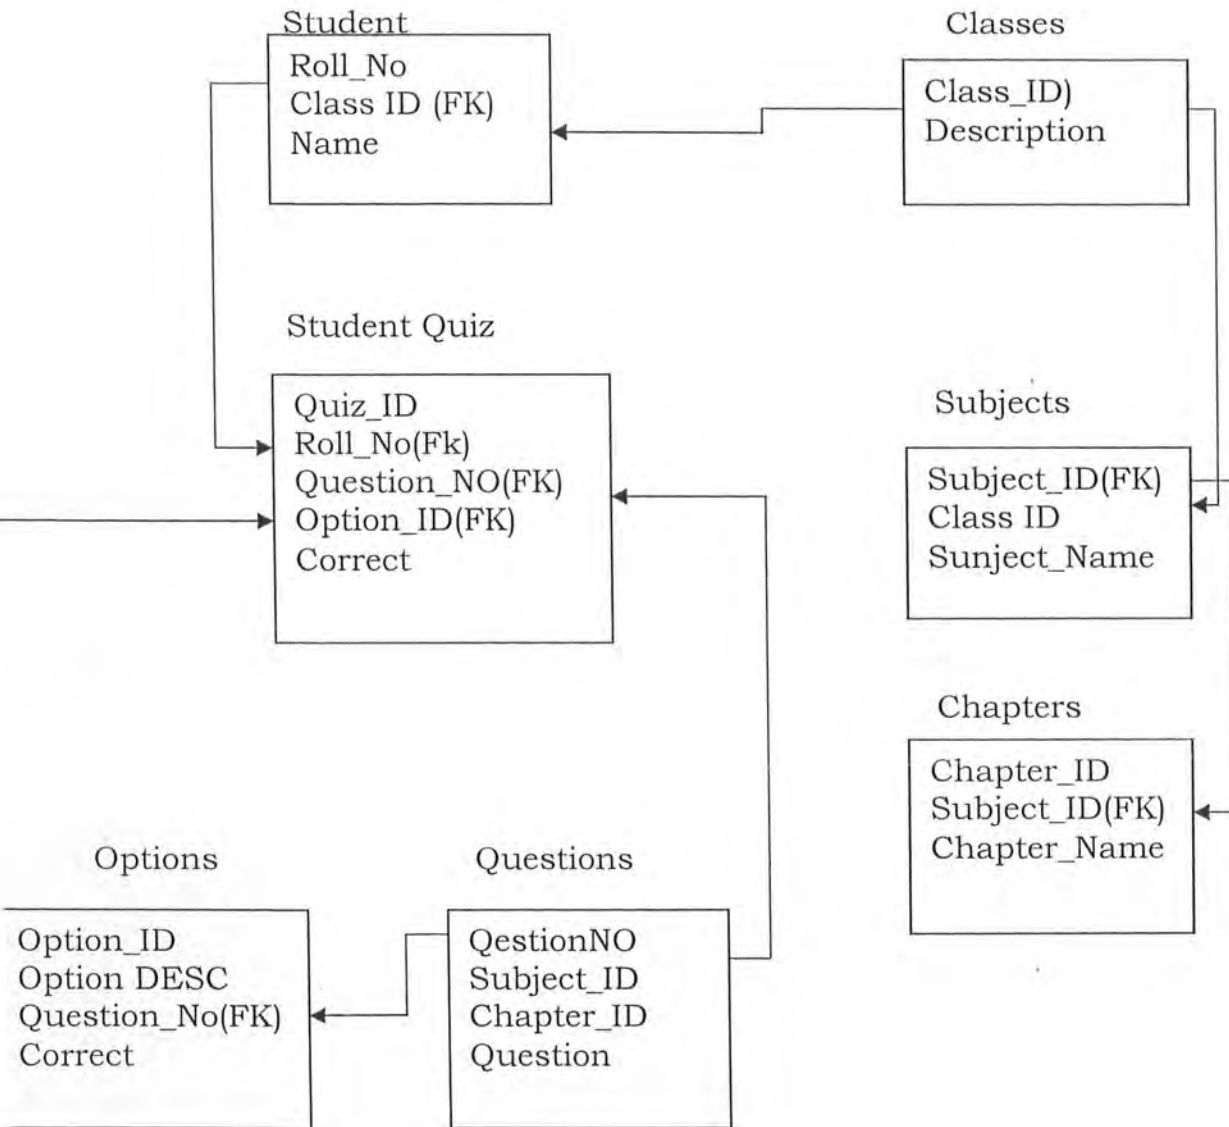 Student
Roll_No
Class ID (FK)
Name
Classes
Class_ID)
Description
Student Quiz
Quiz_ID
Roll_No(Fk)
Question_NO(FK)
Option_ID(FK)
Correct
Subjects
Subject_ID(FK)
Class ID
Sunject_Name
Chapters
Chapter_ID
Subject_ID(FK)
Chapter_Name
Options
Option_ID
Option DESC
Question_No(FK)
Correct
Questions
QestionNO
Subject_ID
Chapter_ID
Question